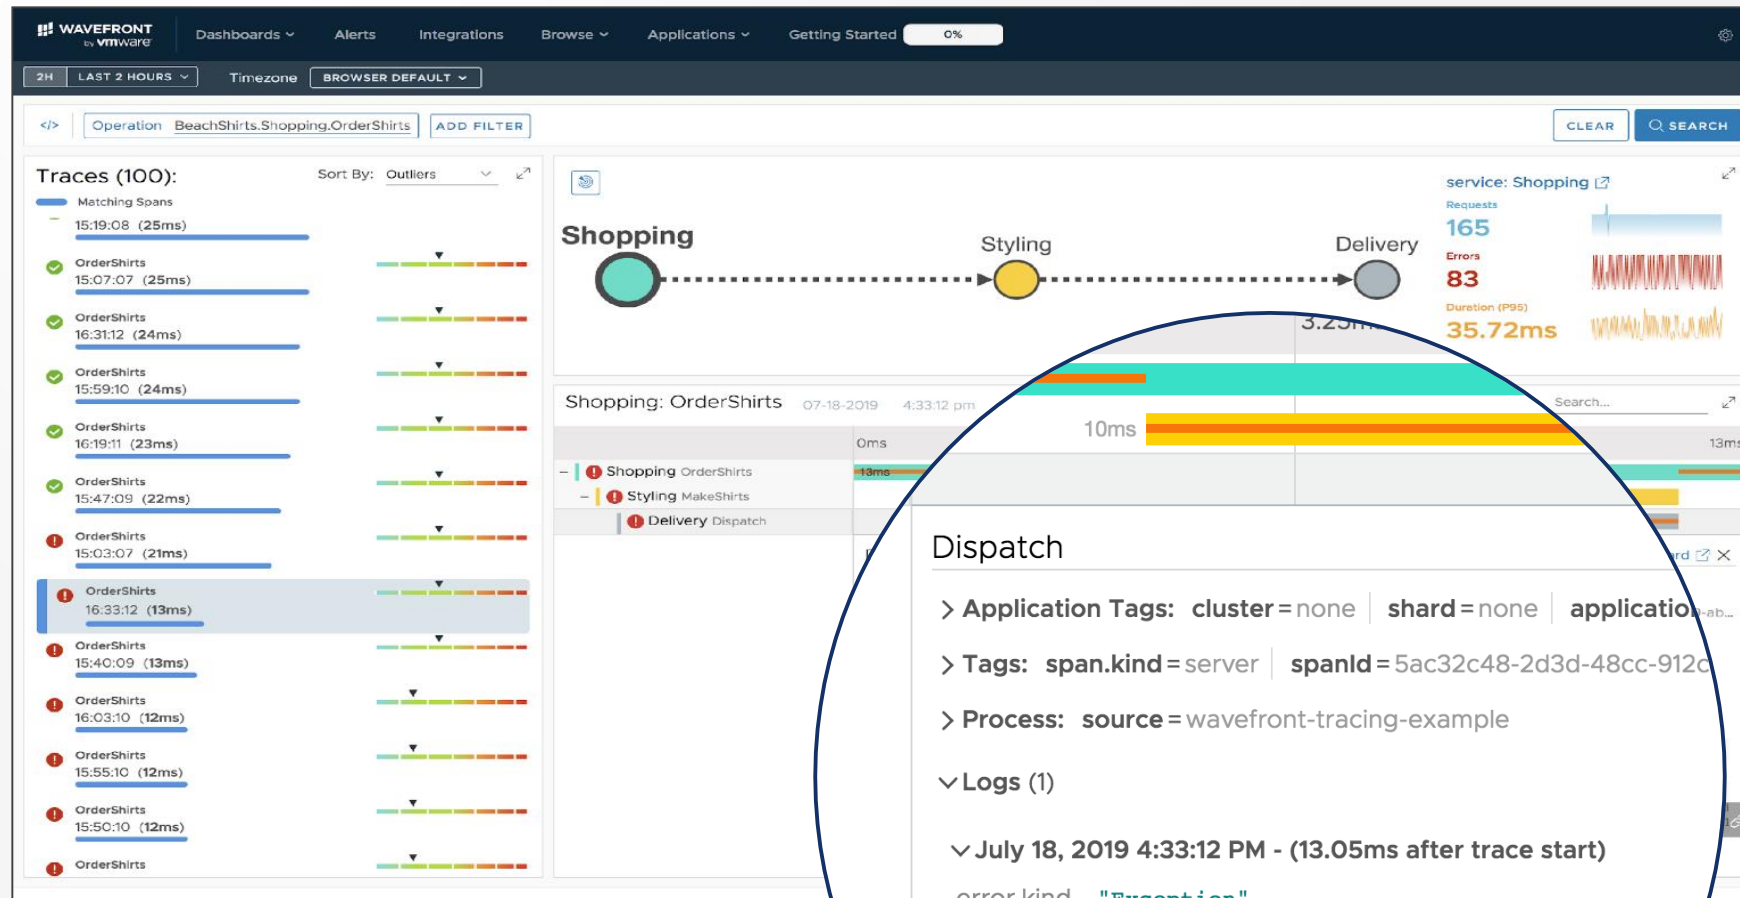 WAVEFRONT
by vmware
Dashboards
Alerts
Integrations
Browse
Applications
Getting Started
0%
2H
LAST 2 HOURS
Timezone
BROWSER DEFAULT
</>
Operation BeachShirts.Shopping.OrderShirts
ADD FILTER
CLEAR
SEARCH
Traces (100):
Sort By: Outliers
Matching Spans
15:19:08 (25ms)
OrderShirts
15:07:07 (25ms)
OrderShirts
16:31:12 (24ms)
OrderShirts
15:59:10 (24ms)
OrderShirts
16:19:11 (23ms)
OrderShirts
15:47:09 (22ms)
OrderShirts
15:03:07 (21ms)
OrderShirts
16:33:12 (13ms)
OrderShirts
15:40:09 (13ms)
OrderShirts
16:03:10 (12ms)
OrderShirts
15:55:10 (12ms)
OrderShirts
15:50:10 (12ms)
OrderShirts
Shopping
Styling
Delivery
service: Shopping
Requests
165
Errors
83
Duration (P95)
35.72ms
Shopping: OrderShirts 07-18-2019 4:33:12 pm
Search...
0ms
13ms
Shopping OrderShirts
13ms
Styling MakeShirts
Delivery Dispatch
10ms
Dispatch
Application Tags: cluster=none shard=none
Tags: span.kind=server spanId=5ac32c48-2d3d-48cc-912c
Process: source=wavefront-tracing-example
Logs (1)
July 18, 2019 4:33:12 PM - (13.05ms after trace start)